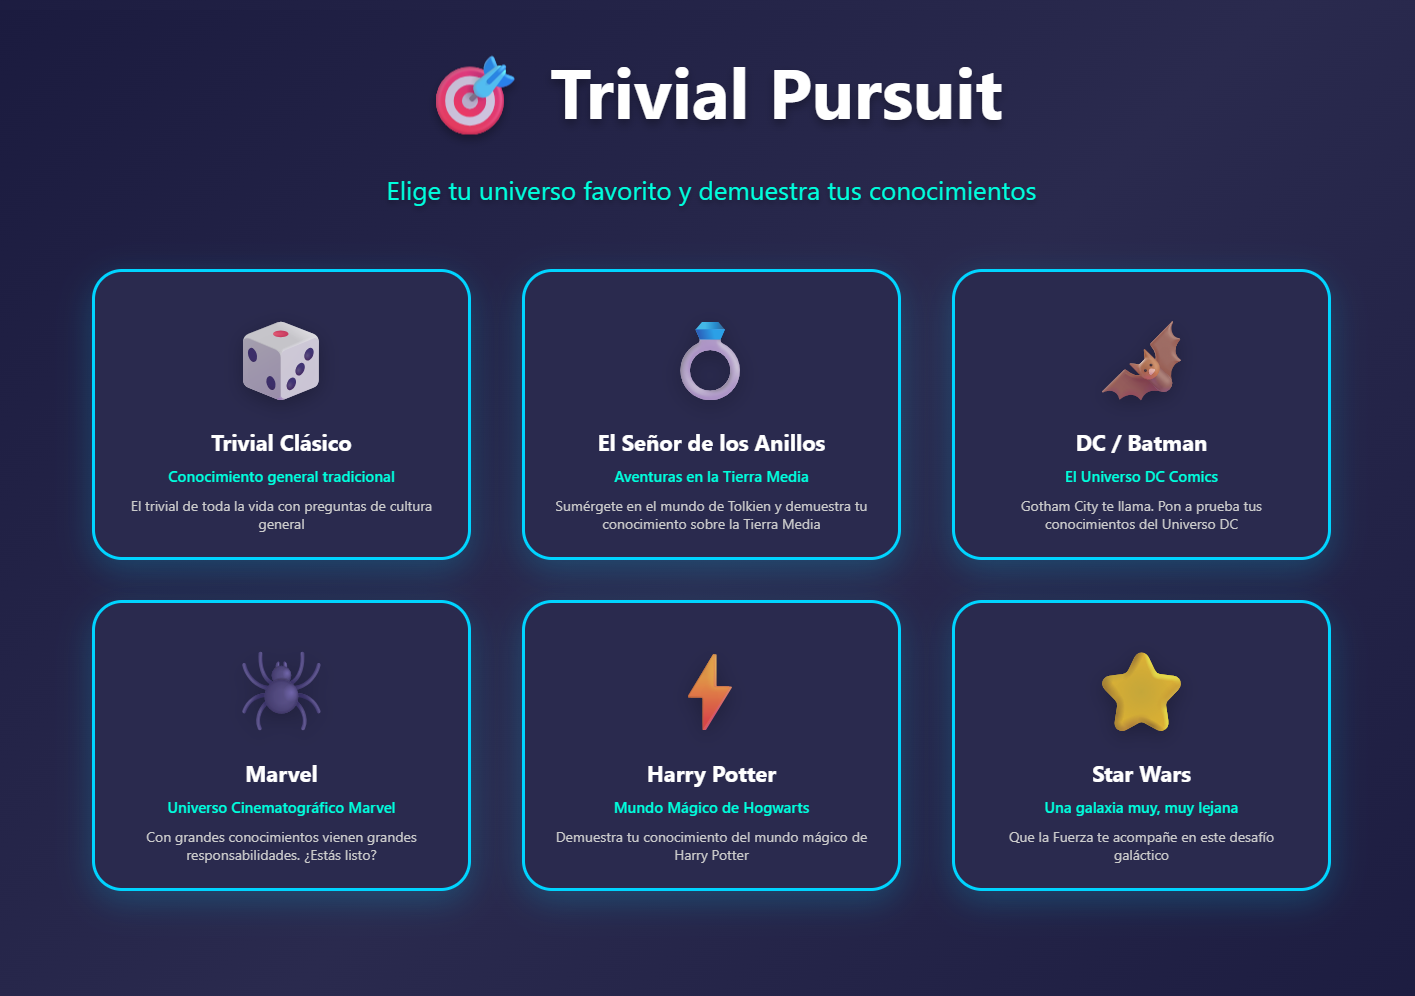 Trivial Pursuit
Elige tu universo favorito y demuestra tus conocimientos
Trivial Clásico
Conocimiento general tradicional
El trivial de toda la vida con preguntas de cultura
general
El Señor de los Anillos
Aventuras en la Tierra Media
Sumérgete en el mundo de Tolkien y demuestra tu
conocimiento sobre la Tierra Media
DC / Batman
El Universo DC Comics
Gotham City te llama. Pon a prueba tus
conocimientos del Universo DC
Marvel
Universo Cinematográfico Marvel
Con grandes conocimientos vienen grandes
responsabilidades. ¿Estás listo?
Harry Potter
Mundo Mágico de Hogwarts
Demuestra tu conocimiento del mundo mágico de
Harry Potter
Star Wars
Una galaxia muy, muy lejana
Que la Fuerza te acompañe en este desafío
galáctico